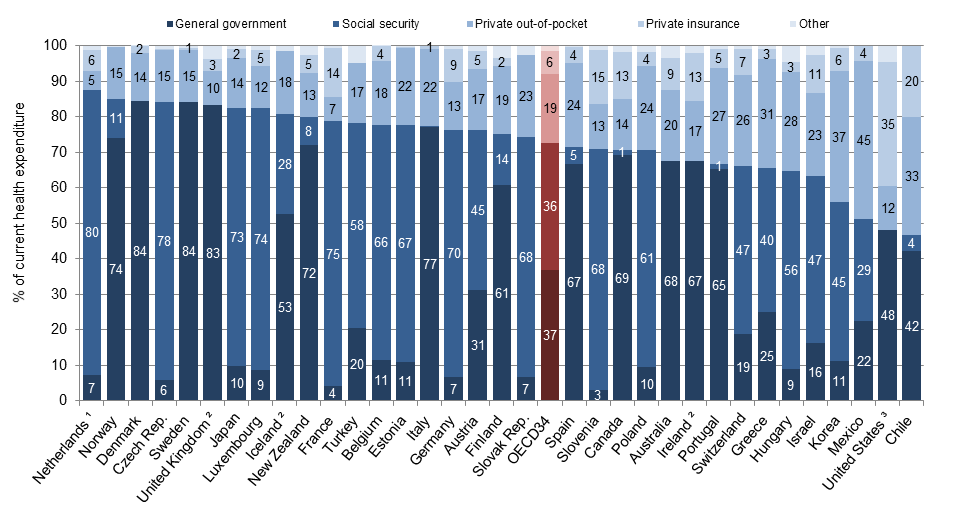 General government Social security Private out-of-pocket Private insurance Other
% of current health expenditure
100
90
80
70
60
50
40
30
20
10
0
6 5 80 7
15 11 74
2 14 84
15 78 6
1 15 84
3 10 83
2 14 73 10
5 12 74 9
18 28 53
5 13 8 72
14 7 75 4
17 58 20
4 18 66 11
22 67 11
1 22 77
9 13 70 7
5 17 45 31
2 19 14 61
23 68 7
6 19 36 37
4 24 5 67
15 13 68 3
13 14 1 69
4 24 61 10
9 20 68
13 17 67
5 27 1 65
7 26 47 19
3 31 40 25
3 28 56 9
11 23 47 16
6 37 45 11
4 45 29 22
35 12 48
20 33 4 42
Netherlands ¹
Norway
Denmark
Czech Rep.
Sweden
United Kingdom ²
Japan
Luxembourg
Iceland ²
New Zealand
France
Turkey
Belgium
Estonia
Italy
Germany
Austria
Finland
Slovak Rep.
OECD34
Spain
Slovenia
Canada
Poland
Australia
Ireland ²
Portugal
Switzerland
Greece
Hungary
Israel
Korea
Mexico
United States ³
Chile